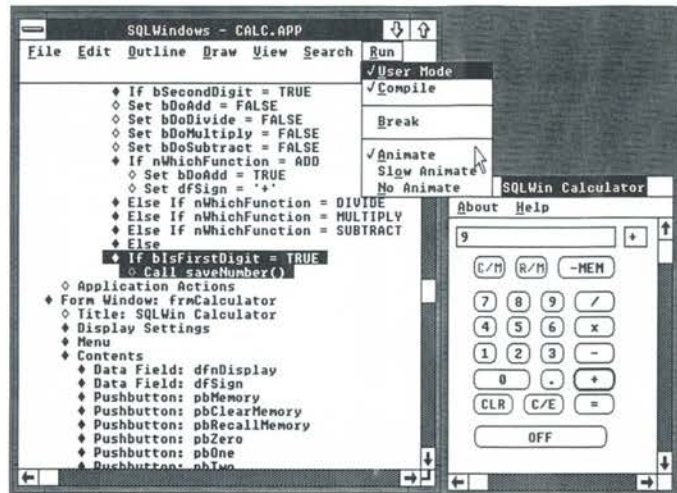 SQLWindows - CALC.APP
File Edit Outline Draw View Search Run
√User Mode
√Compile
Break
√Animate
Slow Animate
No Animate
If bSecondDigit = TRUE
Set bDoAdd = FALSE
Set bDoDivide = FALSE
Set bDoMultiply = FALSE
Set bDoSubtract = FALSE
If nWhichFunction = ADD
Set bDoAdd = TRUE
Set dfSign = '+'
Else If nWhichFunction = DIVIDE
Else If nWhichFunction = MULTIPLY
Else If nWhichFunction = SUBTRACT
Else
If bIsFirstDigit = TRUE
Call saveNumber()
Application Actions
Form Window: frmCalculator
Title: SQLWin Calculator
Display Settings
Menu
Contents
Data Field: dfnDisplay
Data Field: dfSign
Pushbutton: pbMemory
Pushbutton: pbClearMemory
Pushbutton: pbRecallMemory
Pushbutton: pbZero
Pushbutton: pbOne
Pushbutton: pbTwo
SQLWin Calculator
About Help
9 +
C/M R/M -MEM
7 8 9 /
4 5 6 x
1 2 3 -
0 . +
CLR C/E =
OFF